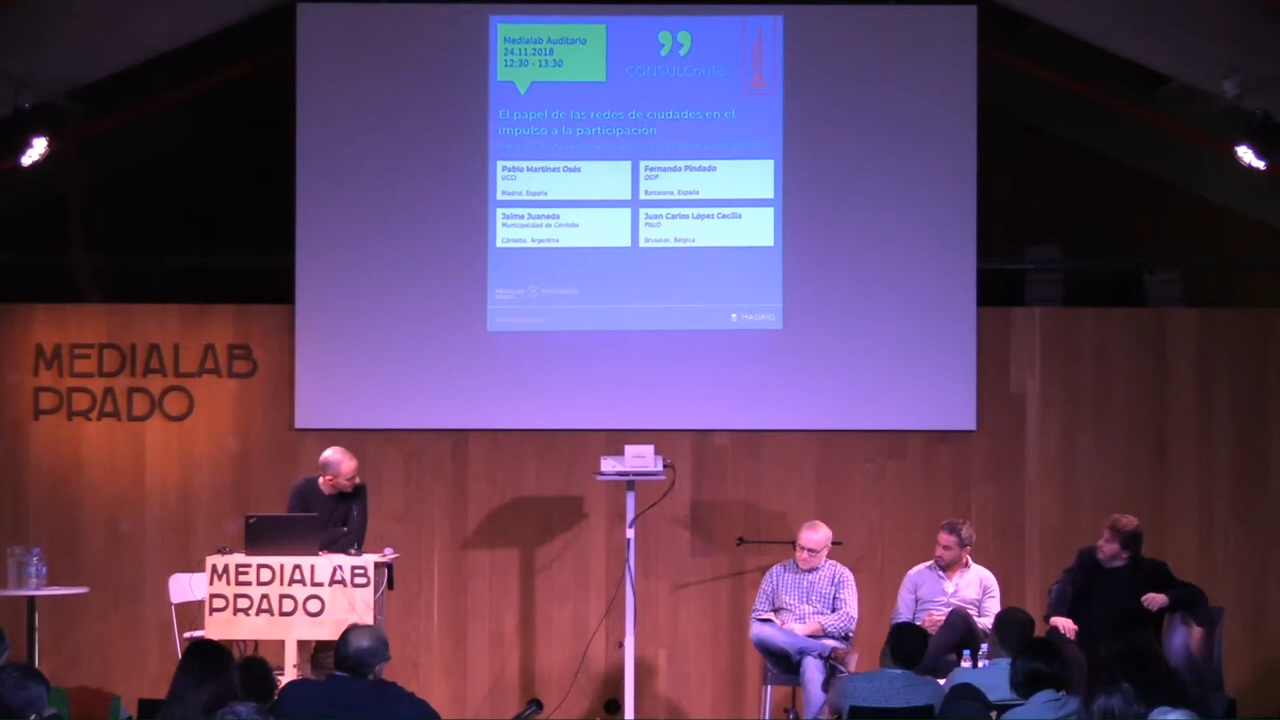 Medialab Auditorio
24.11.2018
12:30 - 13:30
CONSULCon18
El papel de las redes de ciudades en el
impulso a la participación
Pablo Martínez Osés
UCCI
Madrid, España
Fernando Pindado
OIDP
Barcelona, España
Jaime Juaneda
Municipalidad de Córdoba
Córdoba, Argentina
Juan Carlos López Cecilia
PNUD
Bruselas, Bélgica
MADRID
MEDIALAB
PRADO
MEDIALAB
PRADO